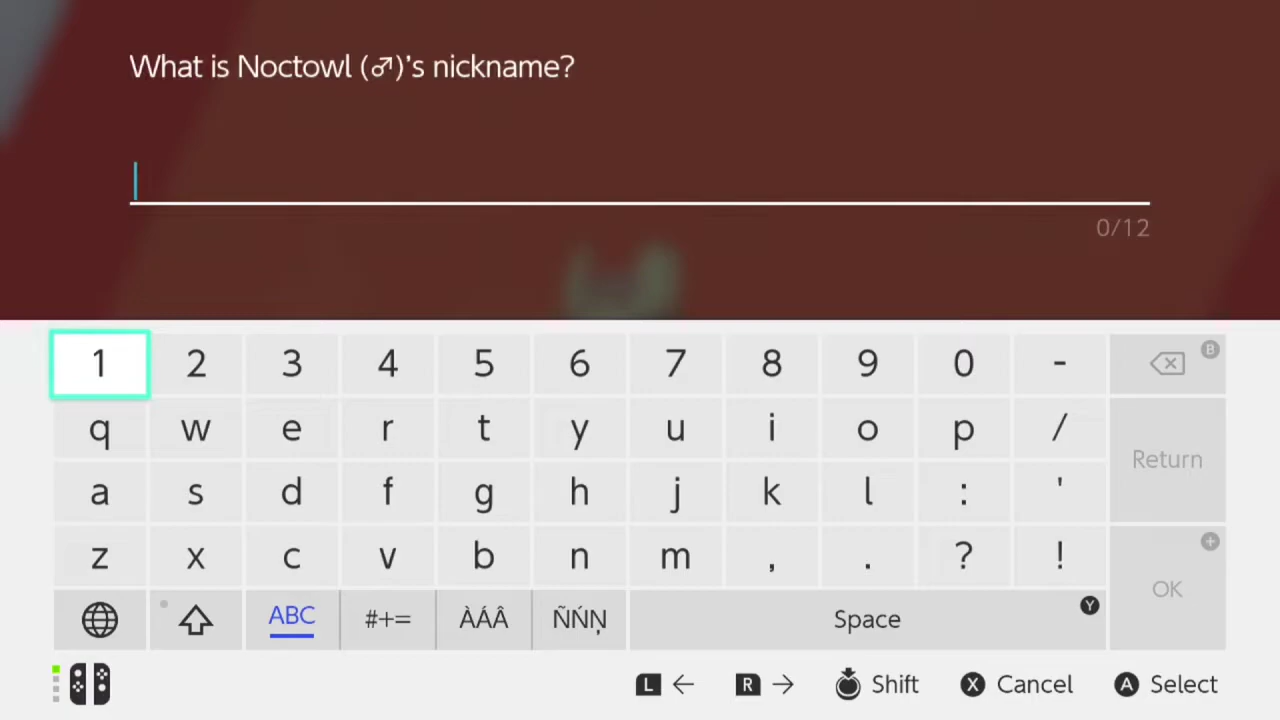 What is Noctowl (♂)'s nickname?
0/12
1 2 3 4 5 6 7 8 9 0 - B
q w e r t y u i o p /
Return
a s d f g h j k l : '
z x c v b n m , . ? !
+
OK
ABC #+= ÀÁÂ ÑŃŅ Space Y
L ← R → Shift X Cancel A Select